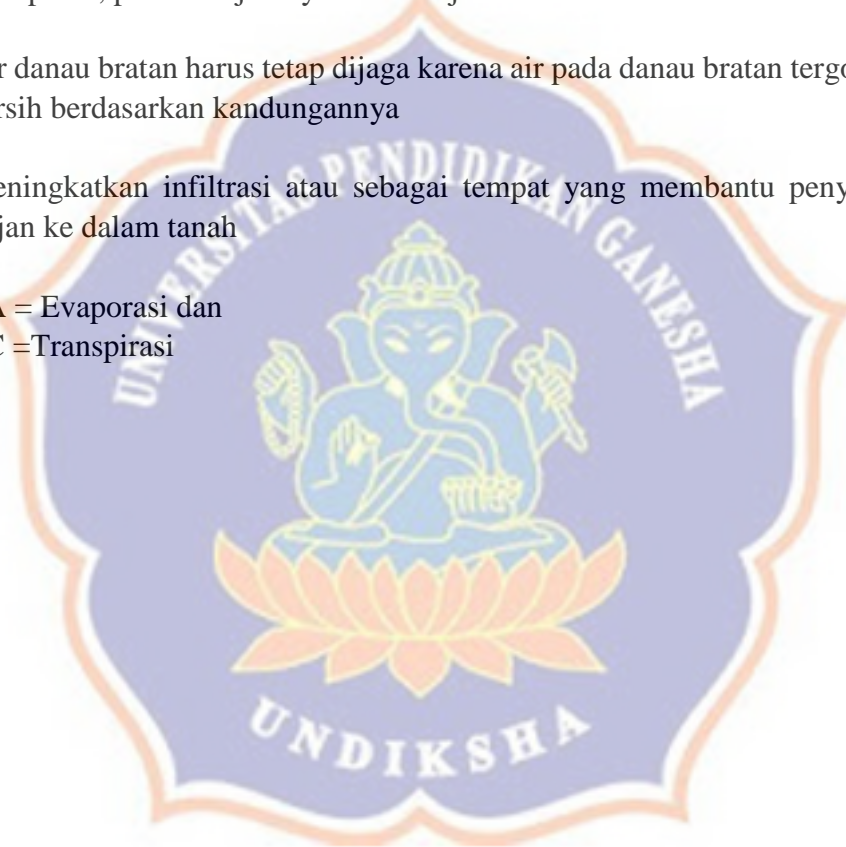 r danau bratan harus tetap dijaga karena air pada danau bratan tergo
rsih berdasarkan kandungannya
eningkatkan infiltrasi atau sebagai tempat yang membantu peny
jan ke dalam tanah
A = Evaporasi dan
C =Transpirasi
UNIVERSITAS PENDIDIKAN GANESHA
UNDIKSHA